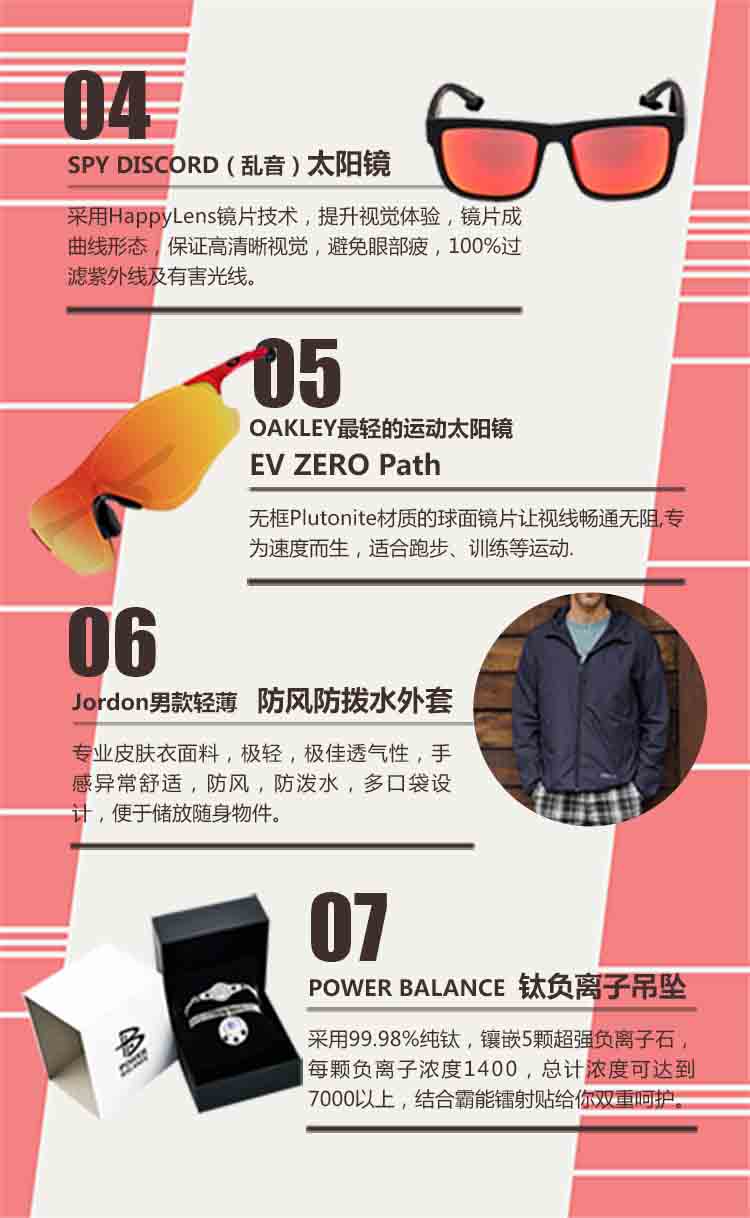 04
SPY DISCORD（乱音）太阳镜
采用HappyLens镜片技术，提升视觉体验，镜片成
曲线形态，保证高清晰视觉，避免眼部疲，100%过
滤紫外线及有害光线。
05
OAKLEY最轻的运动太阳镜
EV ZERO Path
无框Plutonite材质的球面镜片让视线畅通无阻,专
为速度而生，适合跑步、训练等运动.
06
Jordon男款轻薄 防风防拨水外套
专业皮肤衣面料，极轻，极佳透气性，手
感异常舒适，防风，防泼水，多口袋设
计，便于储放随身物件。
07
POWER BALANCE 钛负离子吊坠
采用99.98%纯钛，镶嵌5颗超强负离子石，
每颗负离子浓度1400，总计浓度可达到
7000以上，结合霸能镭射贴给你双重呵护。
POWER
BALANCE